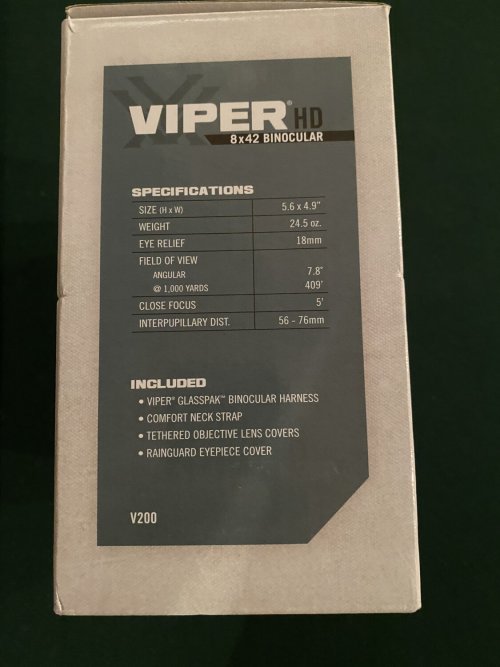 VIPER® HD
8x42 BINOCULAR
SPECIFICATIONS
SIZE (H x W) 5.6 x 4.9"
WEIGHT 24.5 oz.
EYE RELIEF 18mm
FIELD OF VIEW
ANGULAR 7.8°
@ 1,000 YARDS 409'
CLOSE FOCUS 5'
INTERPUPILLARY DIST. 56 - 76mm
INCLUDED
• VIPER® GLASSPAK™ BINOCULAR HARNESS
• COMFORT NECK STRAP
• TETHERED OBJECTIVE LENS COVERS
• RAINGUARD EYEPIECE COVER
V200